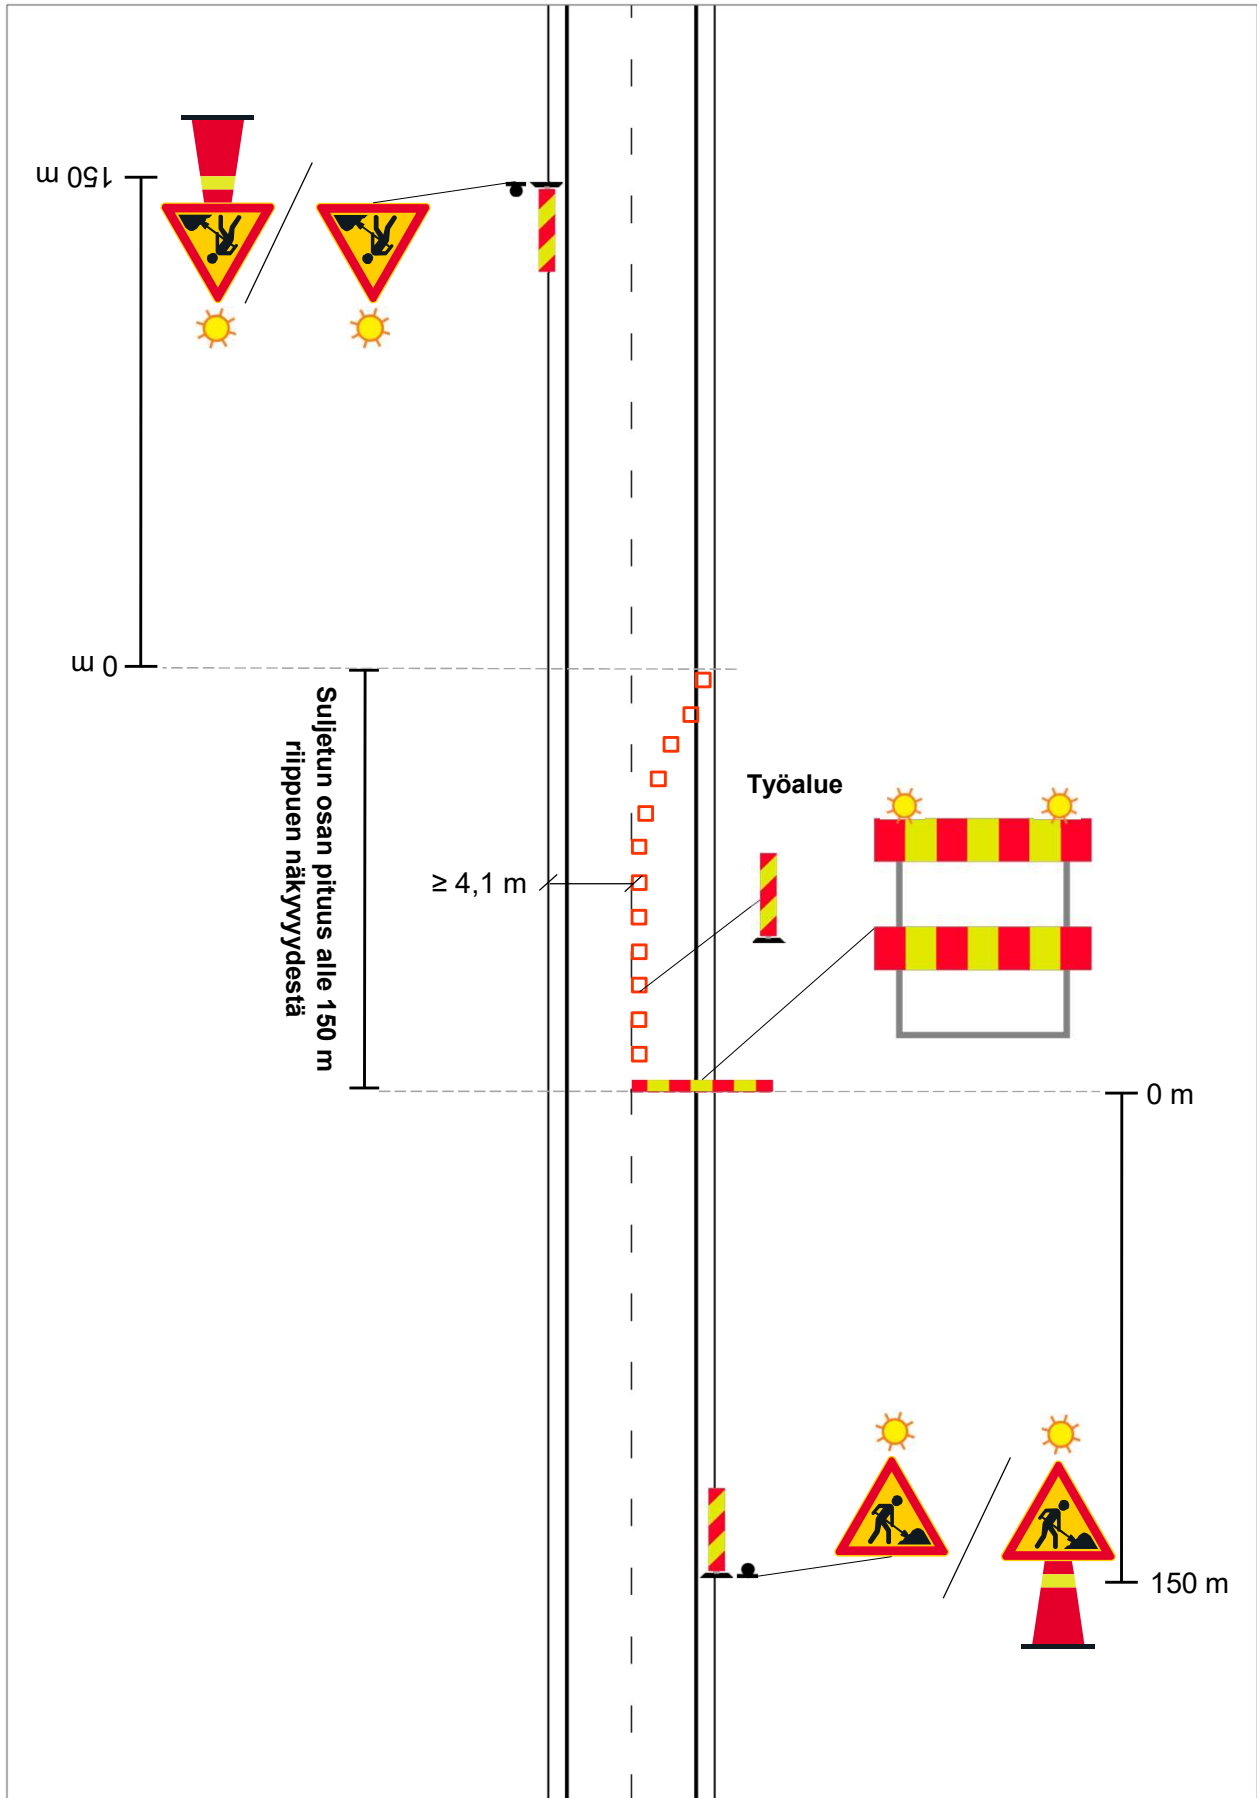 150 m
0 m
Suljetun osan pituus alle 150 m
riippuen näkyvyydestä
Työalue
≥ 4,1 m
0 m
150 m